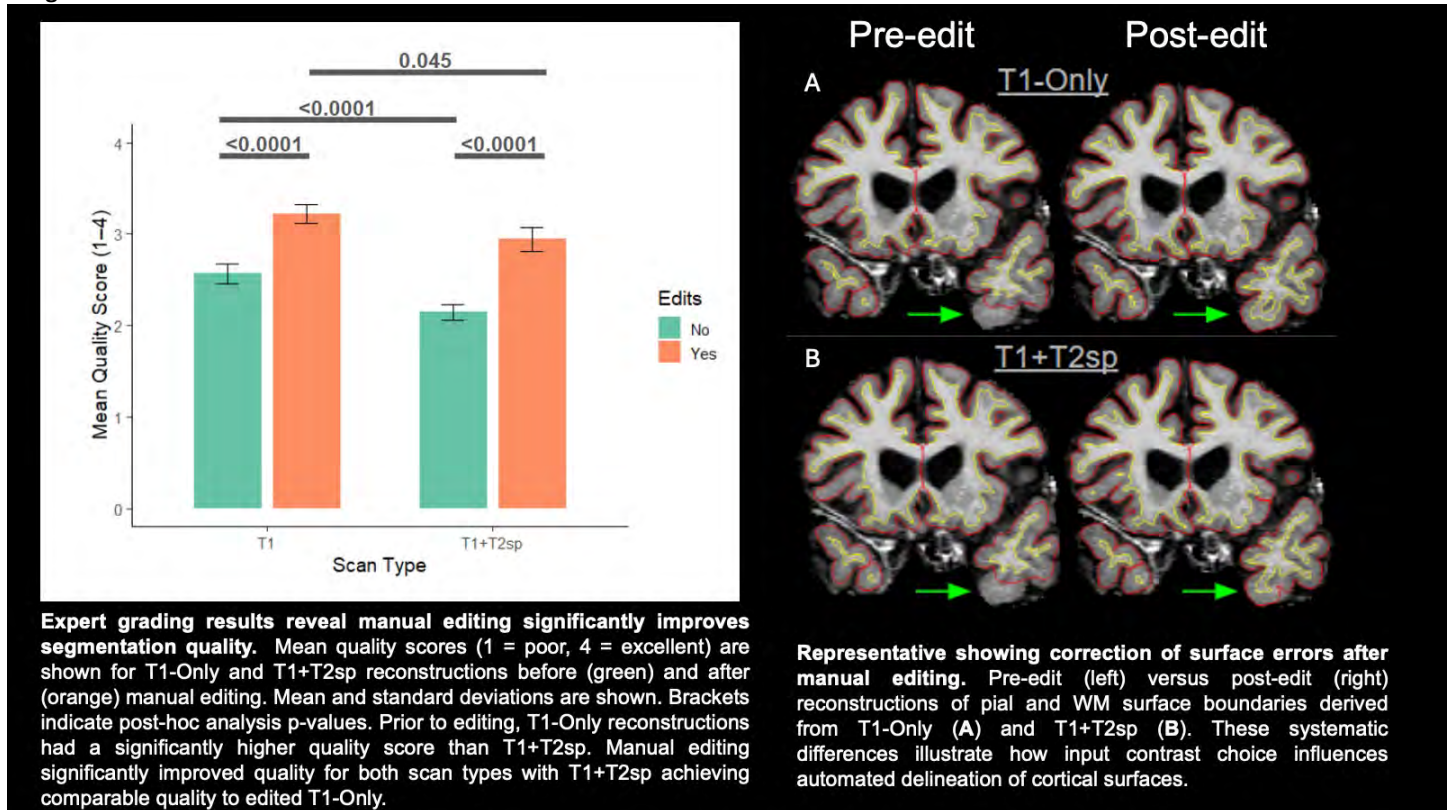 0.045
<0.0001
<0.0001
<0.0001
4
3
2
1
0
Mean Quality Score (1–4)
T1
T1+T2sp
Scan Type
Edits
No
Yes
Expert grading results reveal manual editing significantly improves
segmentation quality. Mean quality scores (1 = poor, 4 = excellent) are
shown for T1-Only and T1+T2sp reconstructions before (green) and after
(orange) manual editing. Mean and standard deviations are shown. Brackets
indicate post-hoc analysis p-values. Prior to editing, T1-Only reconstructions
had a significantly higher quality score than T1+T2sp. Manual editing
significantly improved quality for both scan types with T1+T2sp achieving
comparable quality to edited T1-Only.
Pre-edit
Post-edit
A
T1-Only
B
T1+T2sp
Representative showing correction of surface errors after
manual editing. Pre-edit (left) versus post-edit (right)
reconstructions of pial and WM surface boundaries derived
from T1-Only (A) and T1+T2sp (B). These systematic
differences illustrate how input contrast choice influences
automated delineation of cortical surfaces.